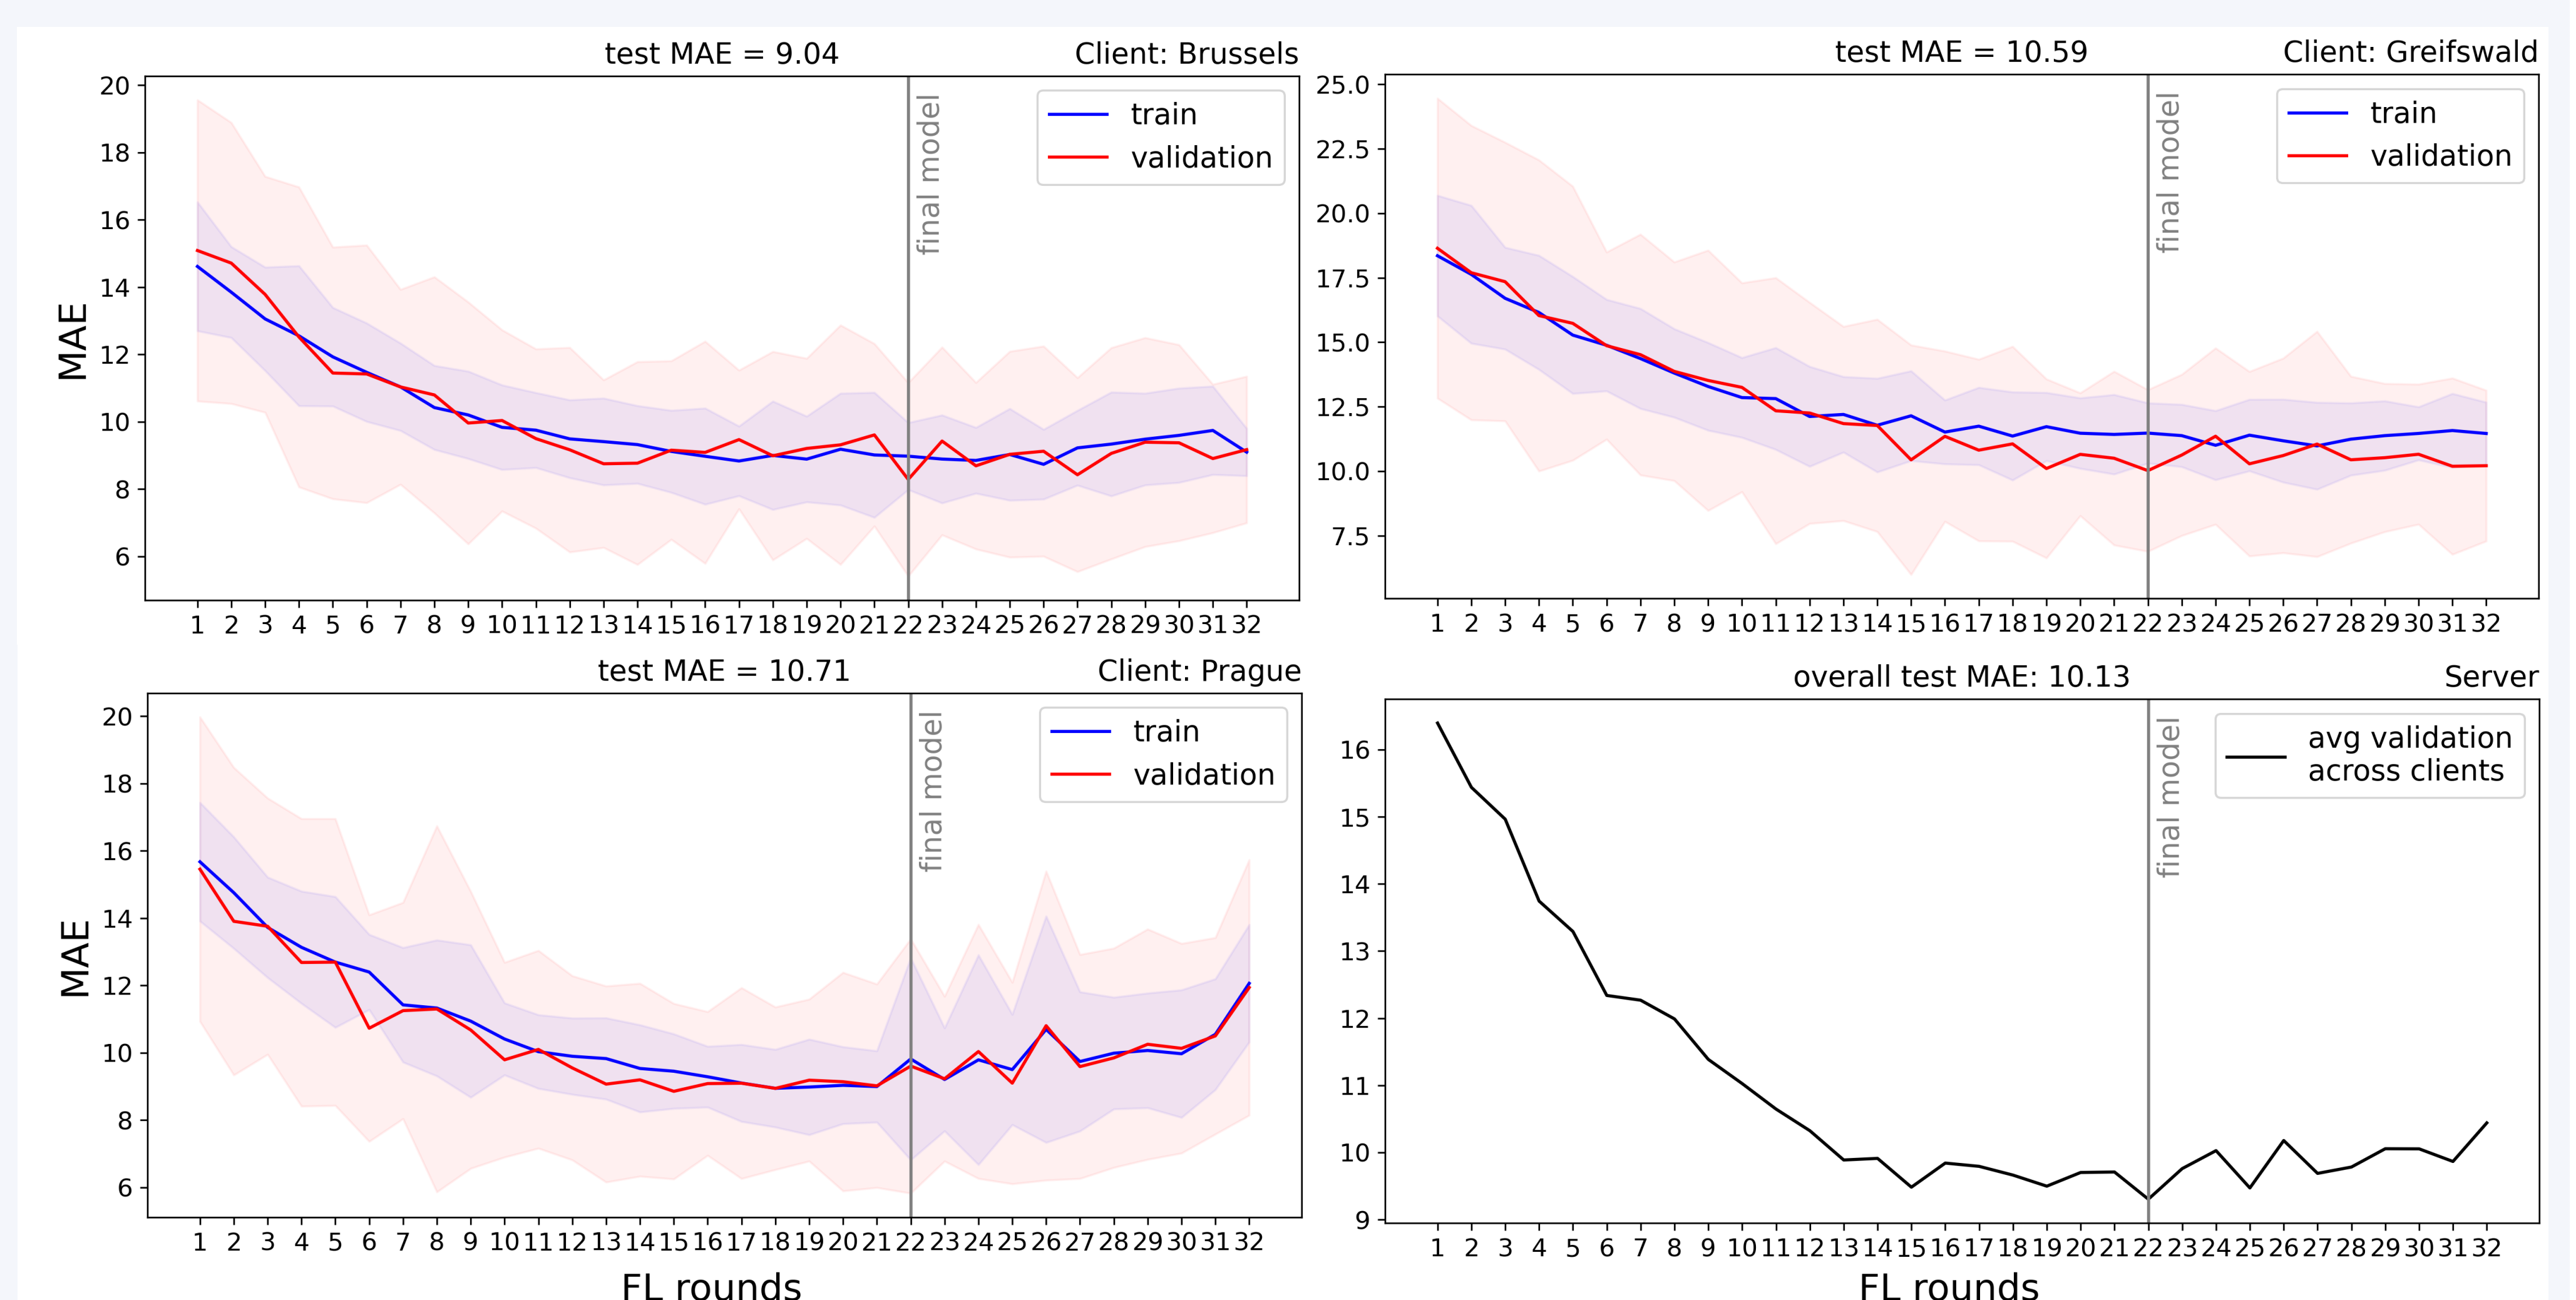 test MAE = 9.04
Client: Brussels
MAE
20
18
16
14
12
10
8
6
train
validation
final model
1 2 3 4 5 6 7 8 9 10 11 12 13 14 15 16 17 18 19 20 21 22 23 24 25 26 27 28 29 30 31 32
test MAE = 10.59
Client: Greifswald
25.0
22.5
20.0
17.5
15.0
12.5
10.0
7.5
train
validation
final model
1 2 3 4 5 6 7 8 9 10 11 12 13 14 15 16 17 18 19 20 21 22 23 24 25 26 27 28 29 30 31 32
test MAE = 10.71
Client: Prague
MAE
20
18
16
14
12
10
8
6
train
validation
final model
1 2 3 4 5 6 7 8 9 10 11 12 13 14 15 16 17 18 19 20 21 22 23 24 25 26 27 28 29 30 31 32
FL rounds
overall test MAE: 10.13
Server
16
15
14
13
12
11
10
9
avg validation
across clients
final model
1 2 3 4 5 6 7 8 9 10 11 12 13 14 15 16 17 18 19 20 21 22 23 24 25 26 27 28 29 30 31 32
FL rounds